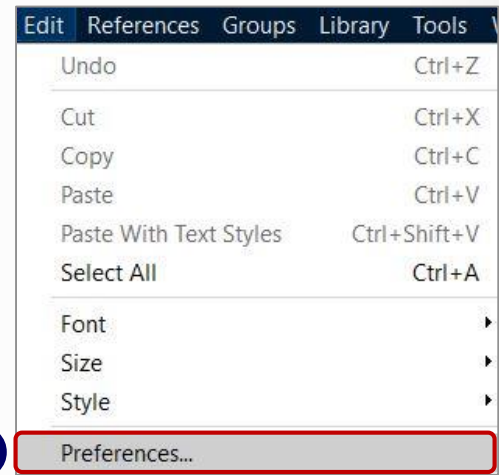 Edit References Groups Library Tools
Undo Ctrl+Z
Cut Ctrl+X
Copy Ctrl+C
Paste Ctrl+V
Paste With Text Styles Ctrl+Shift+V
Select All Ctrl+A
Font
Size
Style
Preferences...